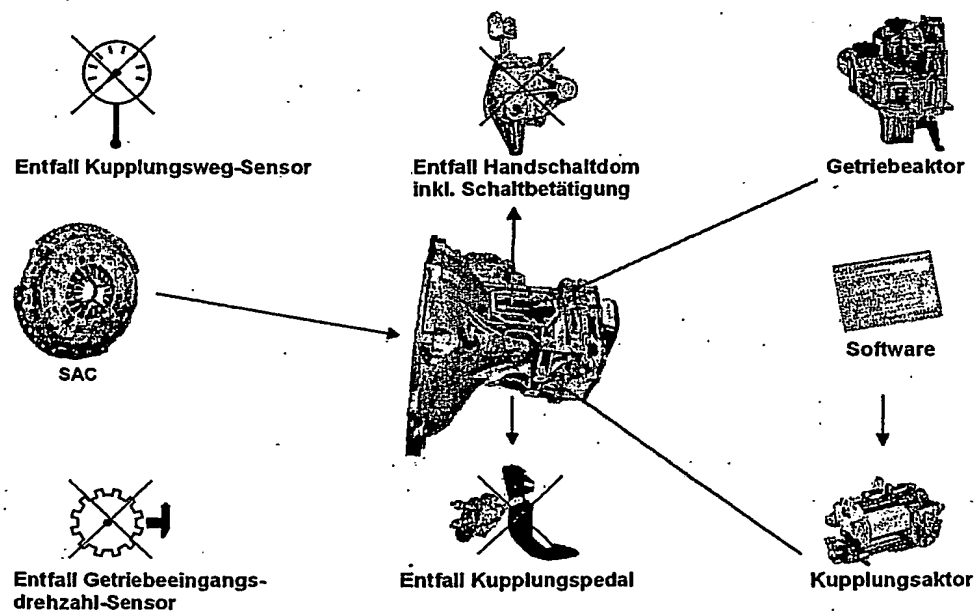 Entfall Kupplungsweg-Sensor
Entfall Handschaltdom
inkl. Schaltbetätigung
Getriebeaktor
SAC
Software
Entfall Getriebeeingangs-
drehzahl-Sensor
Entfall Kupplungspedal
Kupplungsaktor